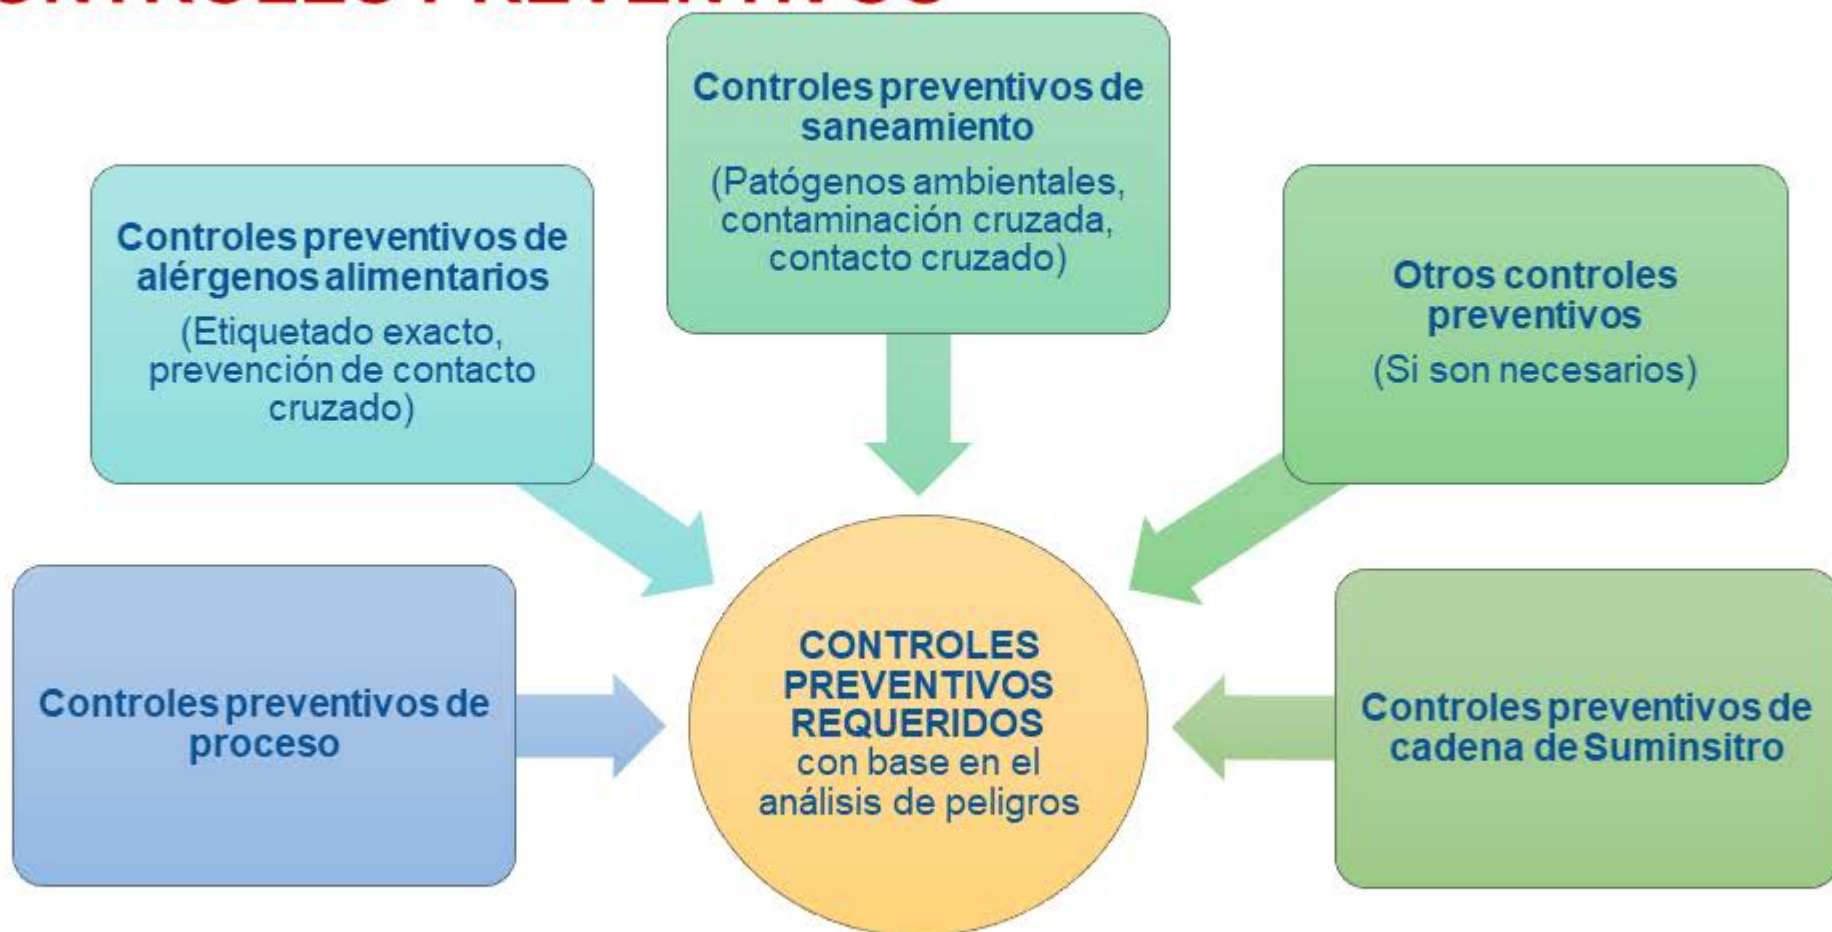 CONTROLES PREVENTIVOS
Controles preventivos de
saneamiento
(Patógenos ambientales,
contaminación cruzada,
contacto cruzado)
Controles preventivos de
alérgenos alimentarios
(Etiquetado exacto,
prevención de contacto
cruzado)
Otros controles
preventivos
(Si son necesarios)
Controles preventivos de
proceso
CONTROLES
PREVENTIVOS
REQUERIDOS
con base en el
análisis de peligros
Controles preventivos de
cadena de Suminsitro